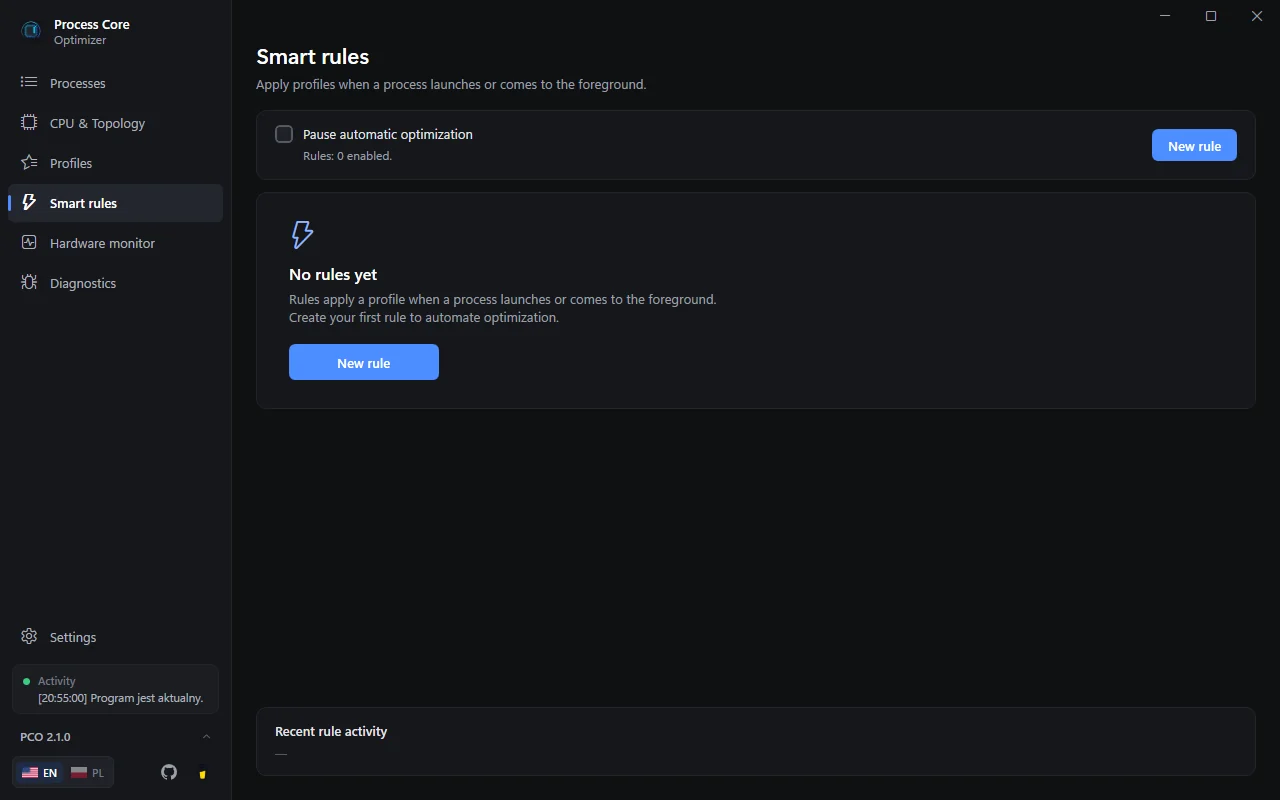 Process Core
Optimizer
Processes
CPU & Topology
Profiles
Smart rules
Hardware monitor
Diagnostics
Settings
Activity
[20:55:00] Program jest aktualny.
PCO 2.1.0
EN
PL
Smart rules
Apply profiles when a process launches or comes to the foreground.
Pause automatic optimization
Rules: 0 enabled.
New rule
No rules yet
Rules apply a profile when a process launches or comes to the foreground.
Create your first rule to automate optimization.
New rule
Recent rule activity
—